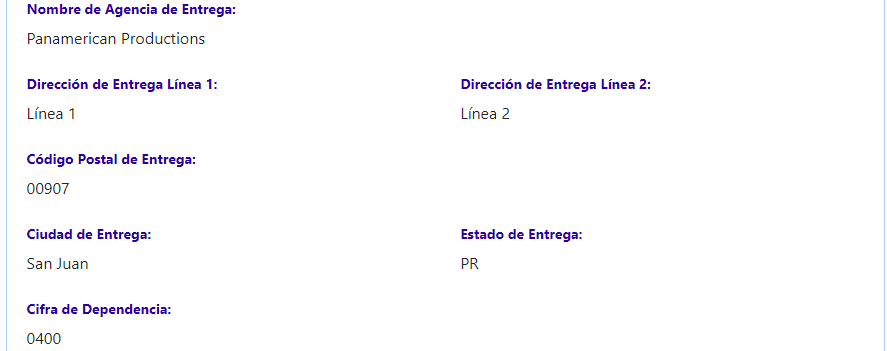 Nombre de Agencia de Entrega:
Panamerican Productions
Dirección de Entrega Línea 1:
Línea 1
Dirección de Entrega Línea 2:
Línea 2
Código Postal de Entrega:
00907
Ciudad de Entrega:
San Juan
Estado de Entrega:
PR
Cifra de Dependencia:
0400